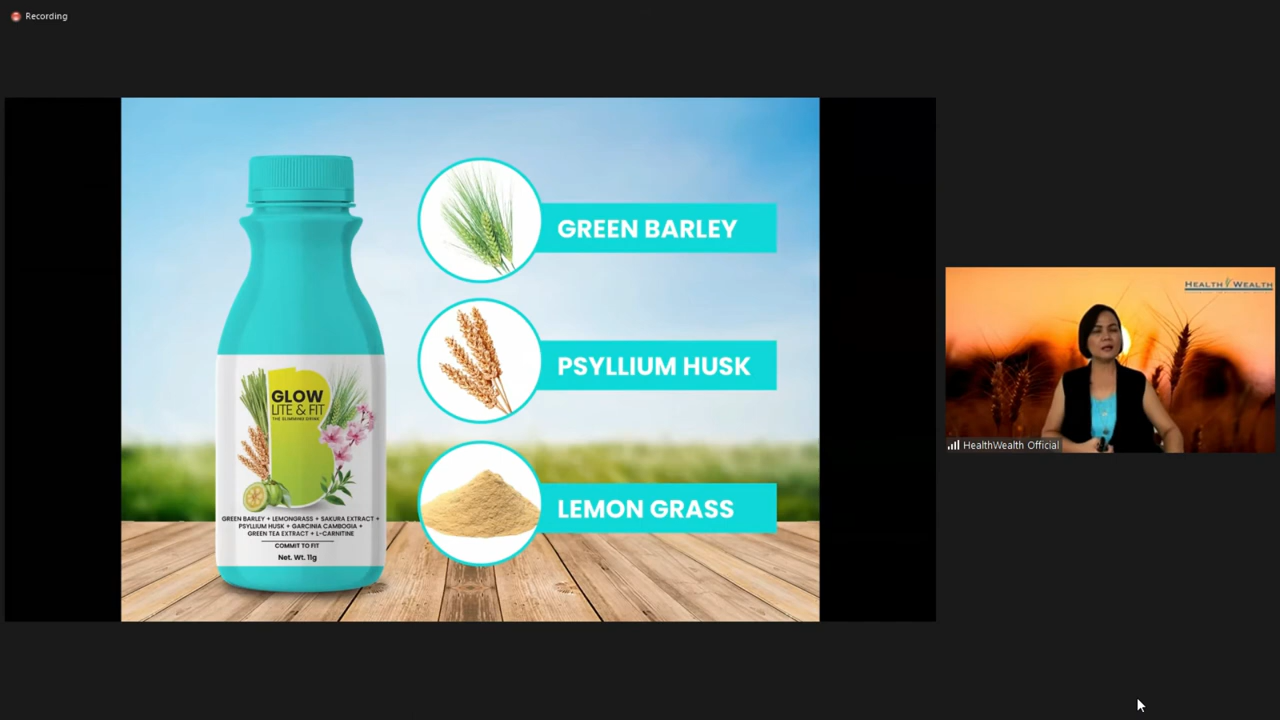 Recording
GREEN BARLEY
PSYLLIUM HUSK
LEMON GRASS
GLOW
LITE & FIT
THE SLIMMING DRINK
GREEN BARLEY + LEMONGRASS + SAKURA EXTRACT +
PSYLLIUM HUSK + GARCINIA CAMBOGIA +
GREEN TEA EXTRACT + L-CARNITINE
COMMIT TO FIT
Net. Wt. 11g
HEALTH WEALTH
HealthWealth Official